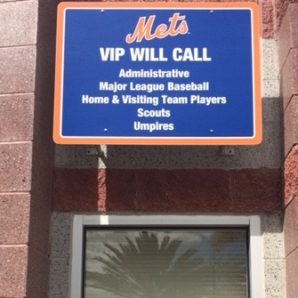 Mets
VIP WILL CALL
Administrative
Major League Baseball
Home & Visiting Team Players
Scouts
Umpires